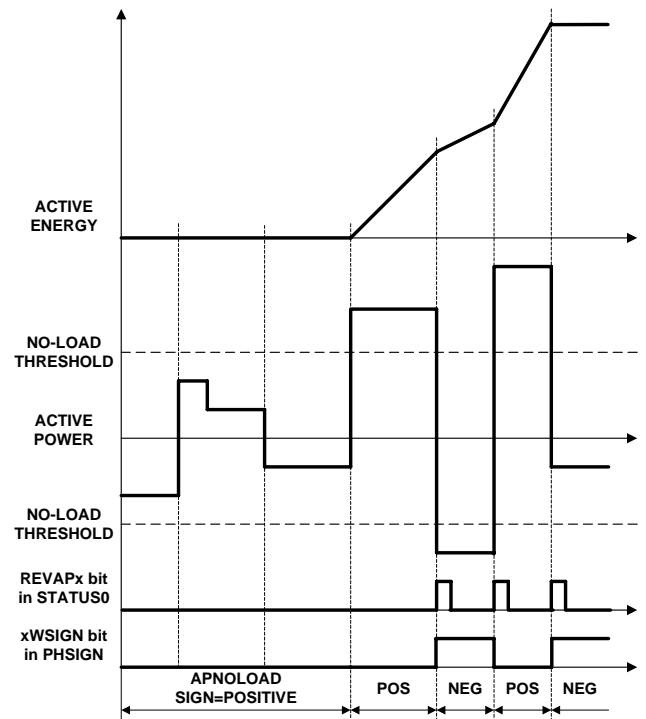 ACTIVE
ENERGY
NO-LOAD
THRESHOLD
ACTIVE
POWER
NO-LOAD
THRESHOLD
REVAPx bit
in STATUS0
xWSIGN bit
in PHSIGN
APNOLOAD
SIGN=POSITIVE
POS
NEG
POS
NEG